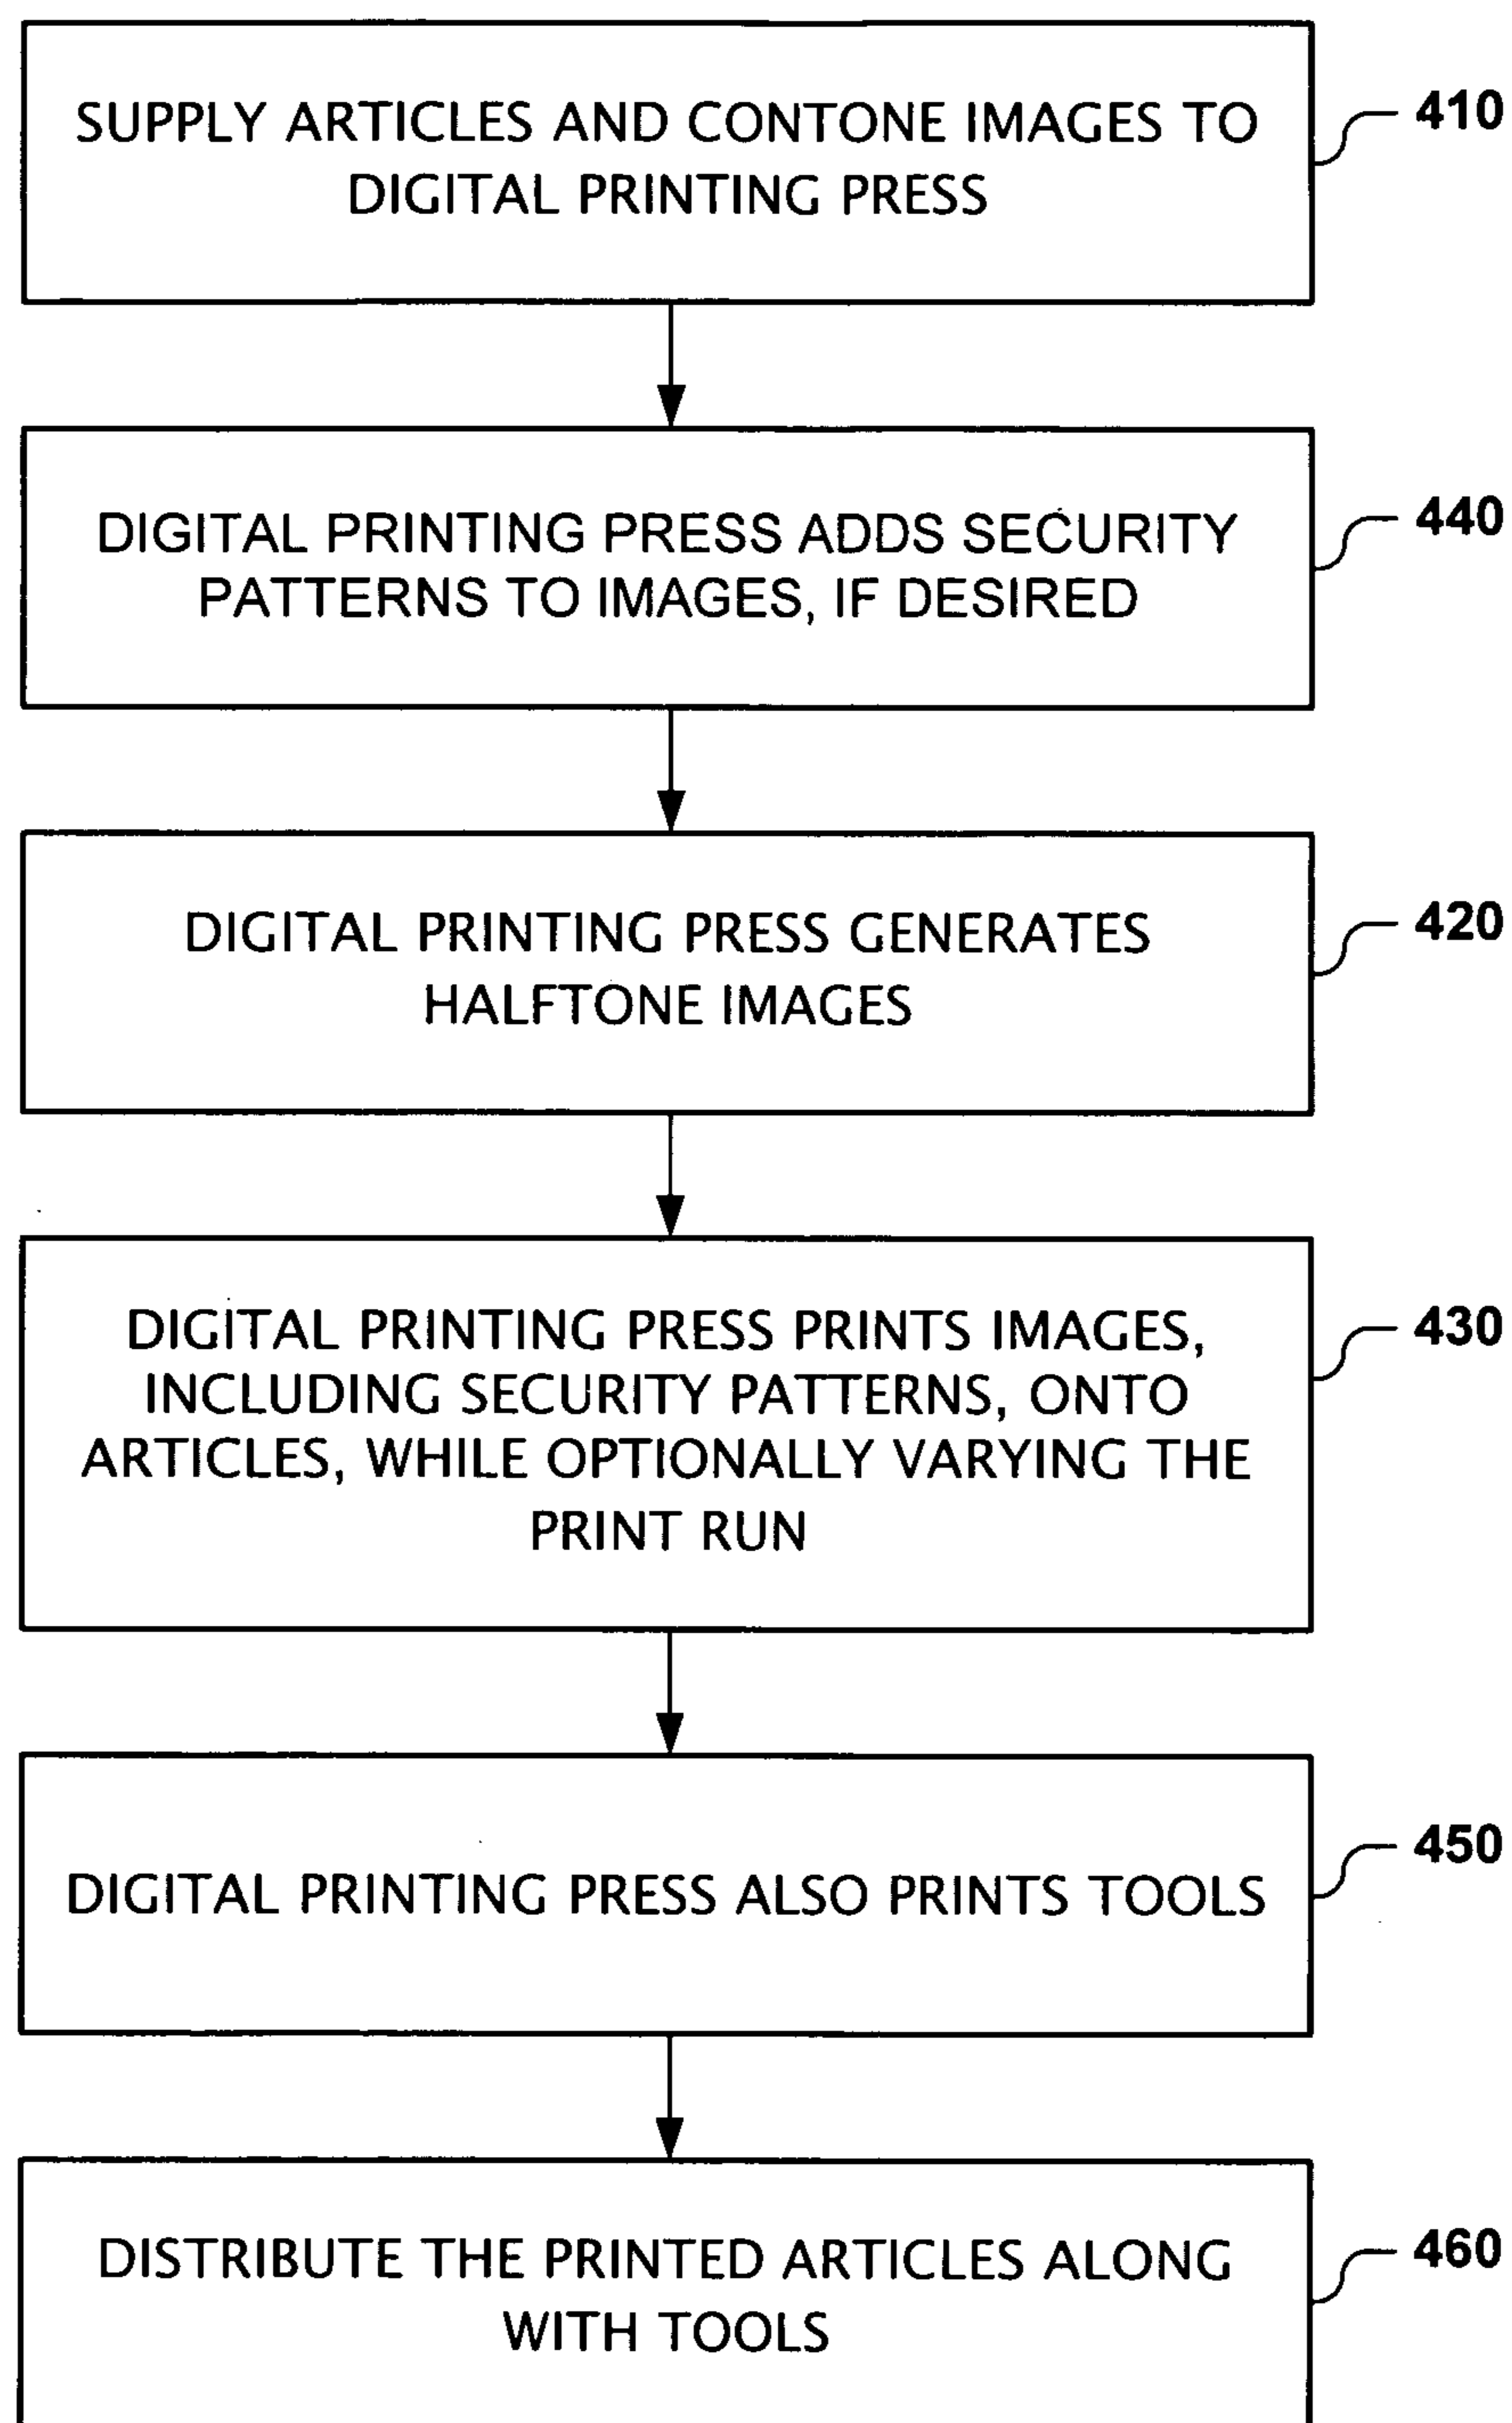 SUPPLY ARTICLES AND CONTONE IMAGES TO
DIGITAL PRINTING PRESS
410
DIGITAL PRINTING PRESS ADDS SECURITY
PATTERNS TO IMAGES, IF DESIRED
440
DIGITAL PRINTING PRESS GENERATES
HALFTONE IMAGES
420
DIGITAL PRINTING PRESS PRINTS IMAGES,
INCLUDING SECURITY PATTERNS, ONTO
ARTICLES, WHILE OPTIONALLY VARYING THE
PRINT RUN
430
DIGITAL PRINTING PRESS ALSO PRINTS TOOLS
450
DISTRIBUTE THE PRINTED ARTICLES ALONG
WITH TOOLS
460